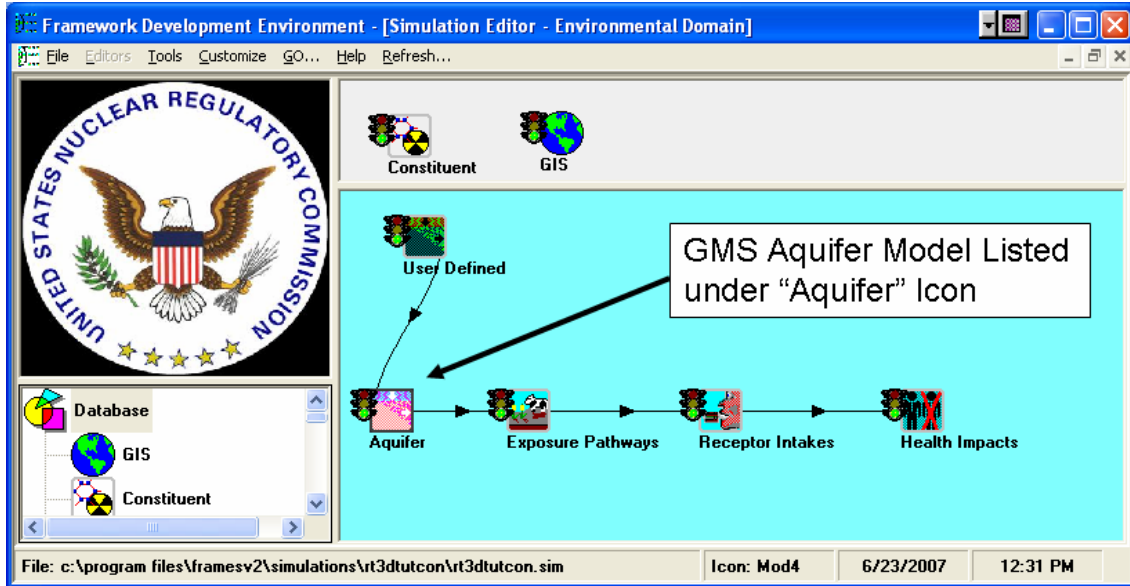 Framework Development Environment - [Simulation Editor - Environmental Domain]
File Editors Tools Customize GO... Help Refresh...
UNITED STATES NUCLEAR REGULATORY COMMISSION
Constituent
GIS
User Defined
GMS Aquifer Model Listed
under “Aquifer” Icon
Aquifer
Exposure Pathways
Receptor Intakes
Health Impacts
Database
GIS
Constituent
File: c:\program files\framesv2\simulations\rt3dtutcon\rt3dtutcon.sim
Icon: Mod4
6/23/2007
12:31 PM